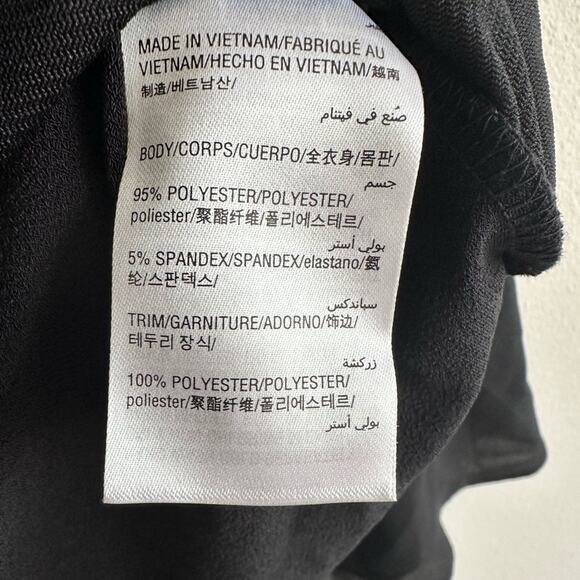 MADE IN VIETNAM/FABRIQUÉ AU
VIETNAM/HECHO EN VIETNAM/越南
制造/베트남산/
صُنع في فيتنام
BODY/CORPS/CUERPO/全衣身/몸판/
جسم
95% POLYESTER/POLYESTER/
poliester/聚酯纤维/폴리에스테르/
بولي أستر
5% SPANDEX/SPANDEX/elastano/氨
纶/스판덱스/
سباندكس
TRIM/GARNITURE/ADORNO/饰边/
테두리 장식/
زركشة
100% POLYESTER/POLYESTER/
poliester/聚酯纤维/폴리에스테르/
بولي أستر